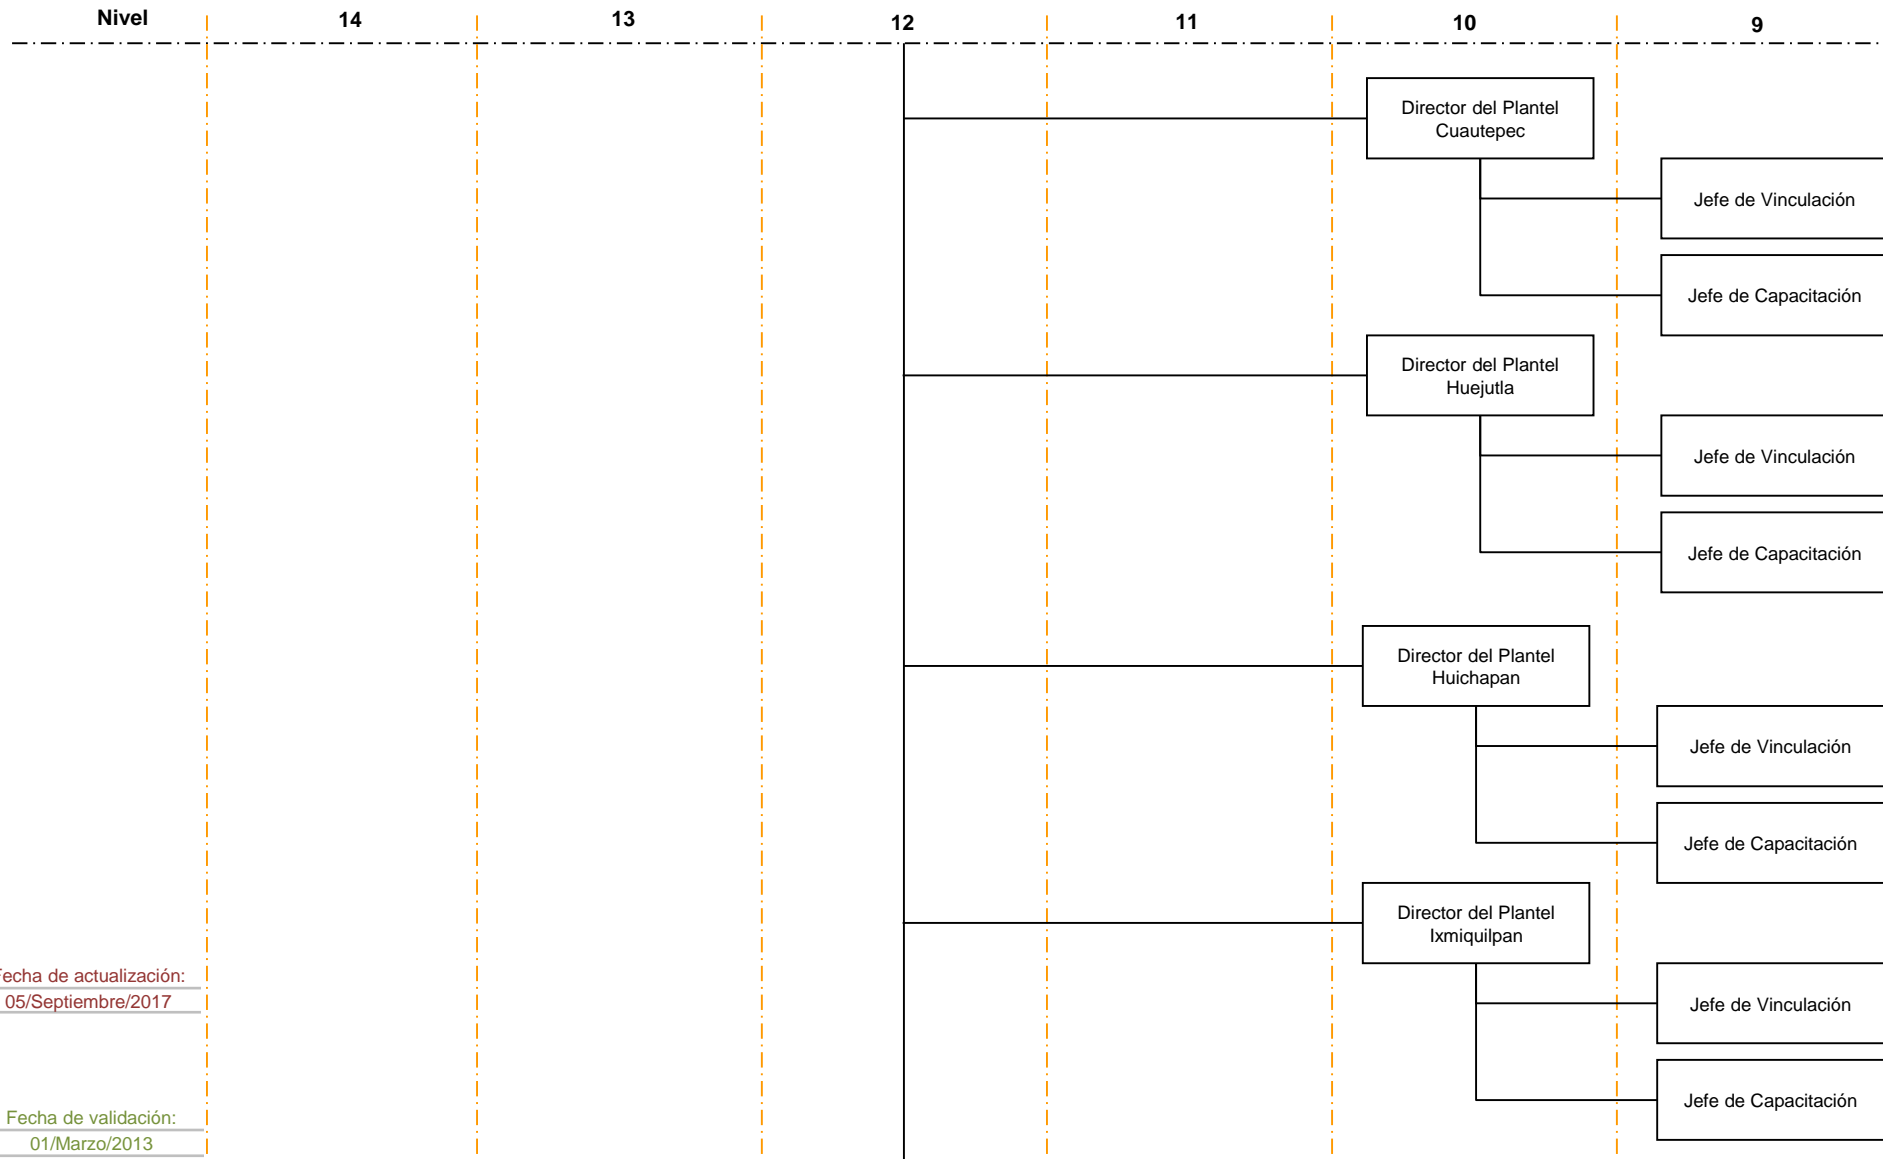 Nivel 14 13 12 11 10 9
Director del Plantel
Cuautepec
Jefe de Vinculación
Jefe de Capacitación
Director del Plantel
Huejutla
Jefe de Vinculación
Jefe de Capacitación
Director del Plantel
Huichapan
Jefe de Vinculación
Jefe de Capacitación
Director del Plantel
Ixmiquilpan
Jefe de Vinculación
Jefe de Capacitación
Fecha de actualización:
05/Septiembre/2017
Fecha de validación:
01/Marzo/2013